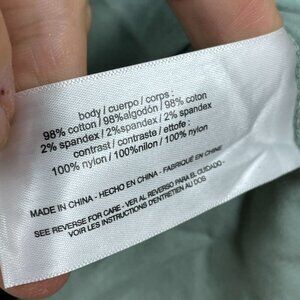 body / cuerpo / corps :
98% cotton / 98%algodón / 98% coton
2% spandex / 2%spandex / 2% spandex
contrast / contraste / ettofe :
100% nylon / 100%nilon / 100% nylon
MADE IN CHINA - HECHO EN CHINA - FABRIQUÉ EN CHINE
SEE REVERSE FOR CARE - VER AL REVERSO PARA EL CUIDADO -
VOIR LES INSTRUCTIONS D'ENTRETIEN AU DOS